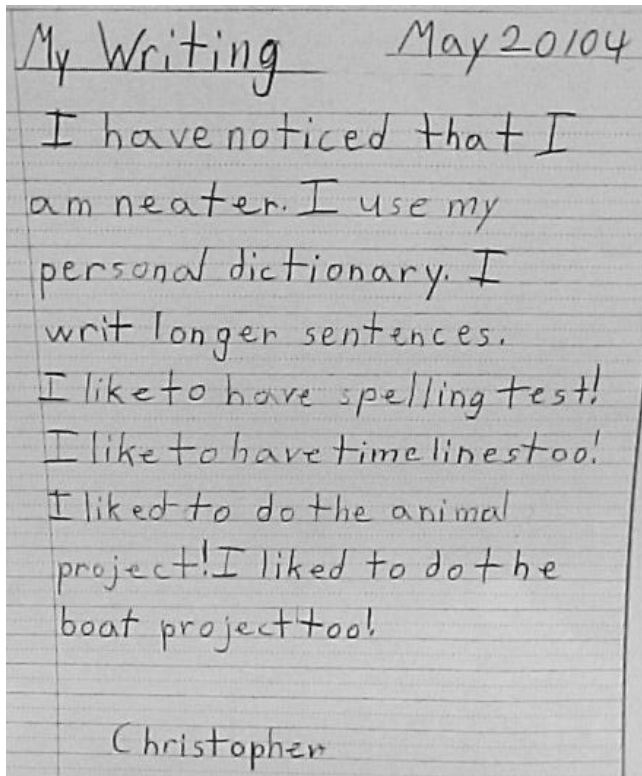 My Writing May 20104
I have noticed that I
am neater. I use my
personal dictionary. I
writ longer sentences.
I like to have spelling test!
I like to have time lines too!
I liked to do the animal
project! I liked to do the
boat project too!
Christopher